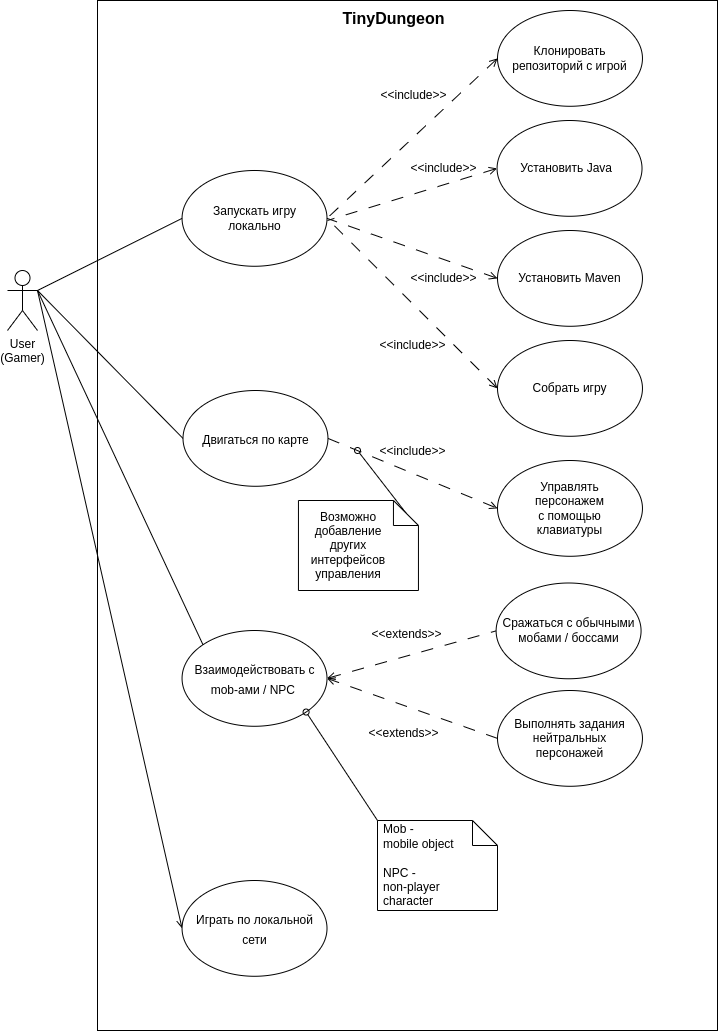 TinyDungeon
Клонировать
репозиторий с игрой
<<include>>
Установить Java
<<include>>
Запускать игру
локально
Установить Maven
<<include>>
User
(Gamer)
<<include>>
Собрать игру
Двигаться по карте
<<include>>
Управлять
персонажем
с помощью
клавиатуры
Возможно
добавление
других
интерфейсов
управления
Сражаться с обычными
мобами / боссами
<<extends>>
Взаимодействовать с
mob-ами / NPC
Выполнять задания
нейтральных
персонажей
<<extends>>
Mob -
mobile object
NPC -
non-player
character
Играть по локальной
сети